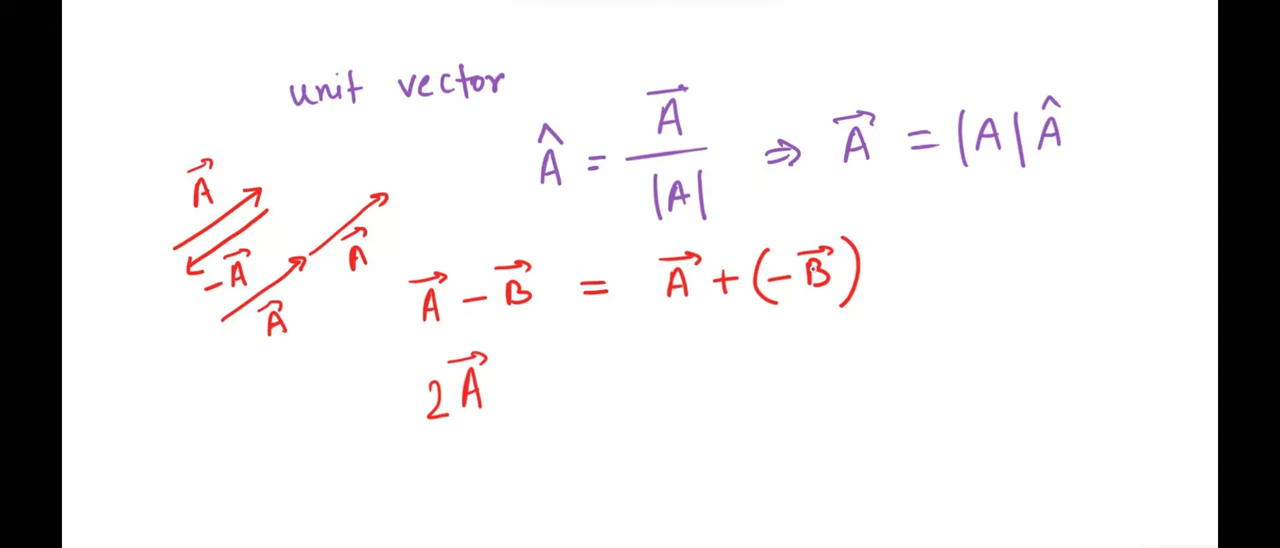 unit vector
Â = A⃗ / |A| ⇒ A⃗ = |A| Â
A⃗
-A⃗
A⃗
A⃗
A⃗ - B⃗ = A⃗ + (-B⃗)
2A⃗